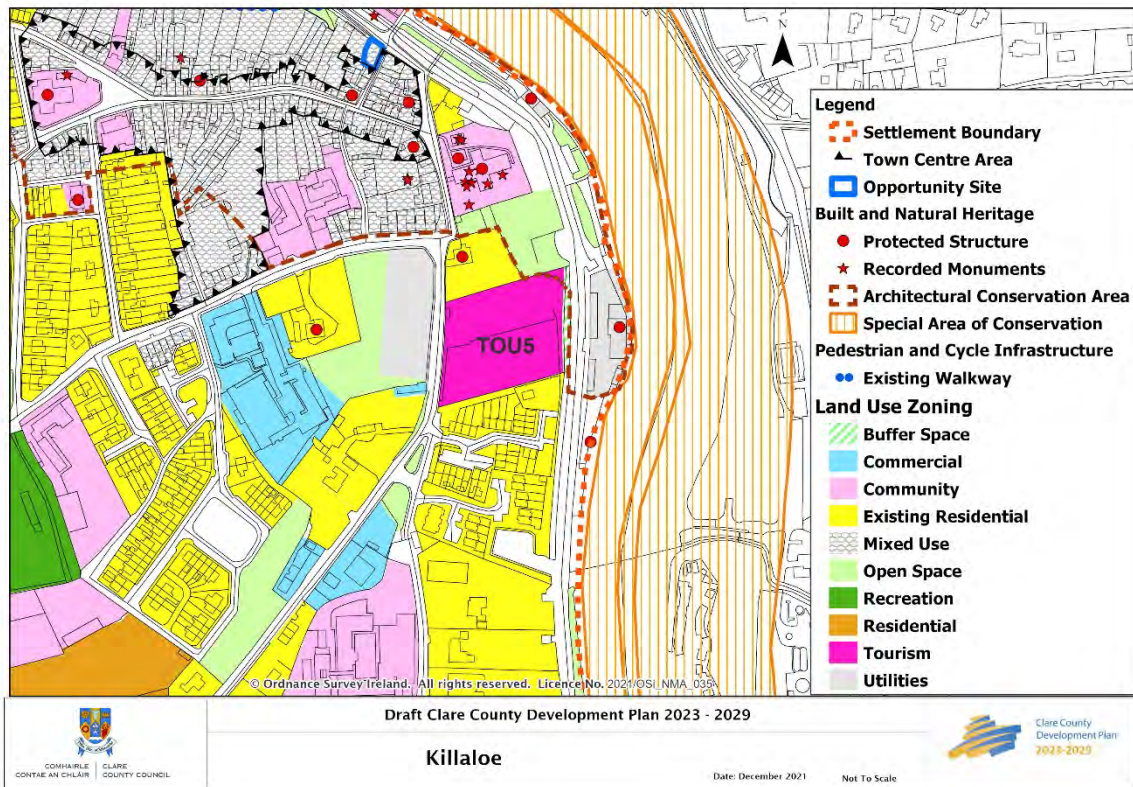 N
Legend
Settlement Boundary
Town Centre Area
Opportunity Site
Built and Natural Heritage
Protected Structure
Recorded Monuments
Architectural Conservation Area
Special Area of Conservation
Pedestrian and Cycle Infrastructure
Existing Walkway
Land Use Zoning
Buffer Space
Commercial
Community
Existing Residential
Mixed Use
Open Space
Recreation
Residential
Tourism
Utilities
TOU5
© Ordnance Survey Ireland. All rights reserved. Licence No. 2021/OSi_NMA_035
Draft Clare County Development Plan 2023 - 2029
Killaloe
Date: December 2021 Not To Scale
COMHAIRLE CLARE
CONTAE AN CHLÁIR COUNTY COUNCIL
Clare County
Development Plan
2023-2029